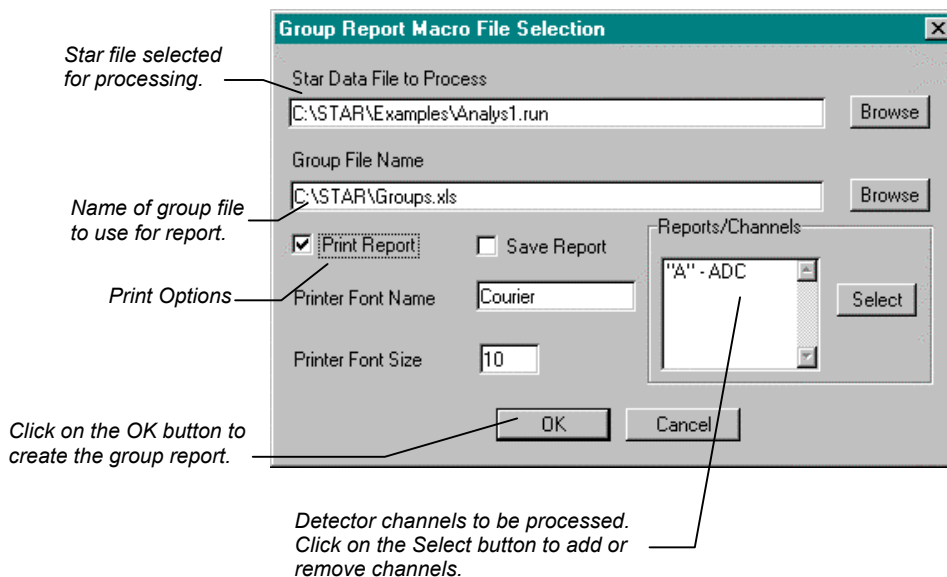 Group Report Macro File Selection
Star file selected
for processing.
Star Data File to Process
C:\STAR\Examples\Analys1.run
Browse
Group File Name
C:\STAR\Groups.xls
Browse
Name of group file
to use for report.
Print Report
Save Report
Reports/Channels
"A" - ADC
Select
Print Options
Printer Font Name
Courier
Printer Font Size
10
OK
Cancel
Click on the OK button to
create the group report.
Detector channels to be processed.
Click on the Select button to add or
remove channels.